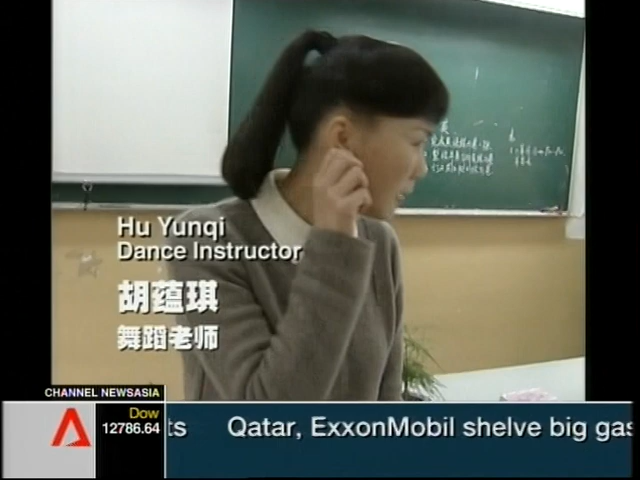 Hu Yunqi
Dance Instructor
胡蕴琪
舞蹈老师
CHANNEL NEWSASIA
Dow
12786.64
ts Qatar, ExxonMobil shelve big gas